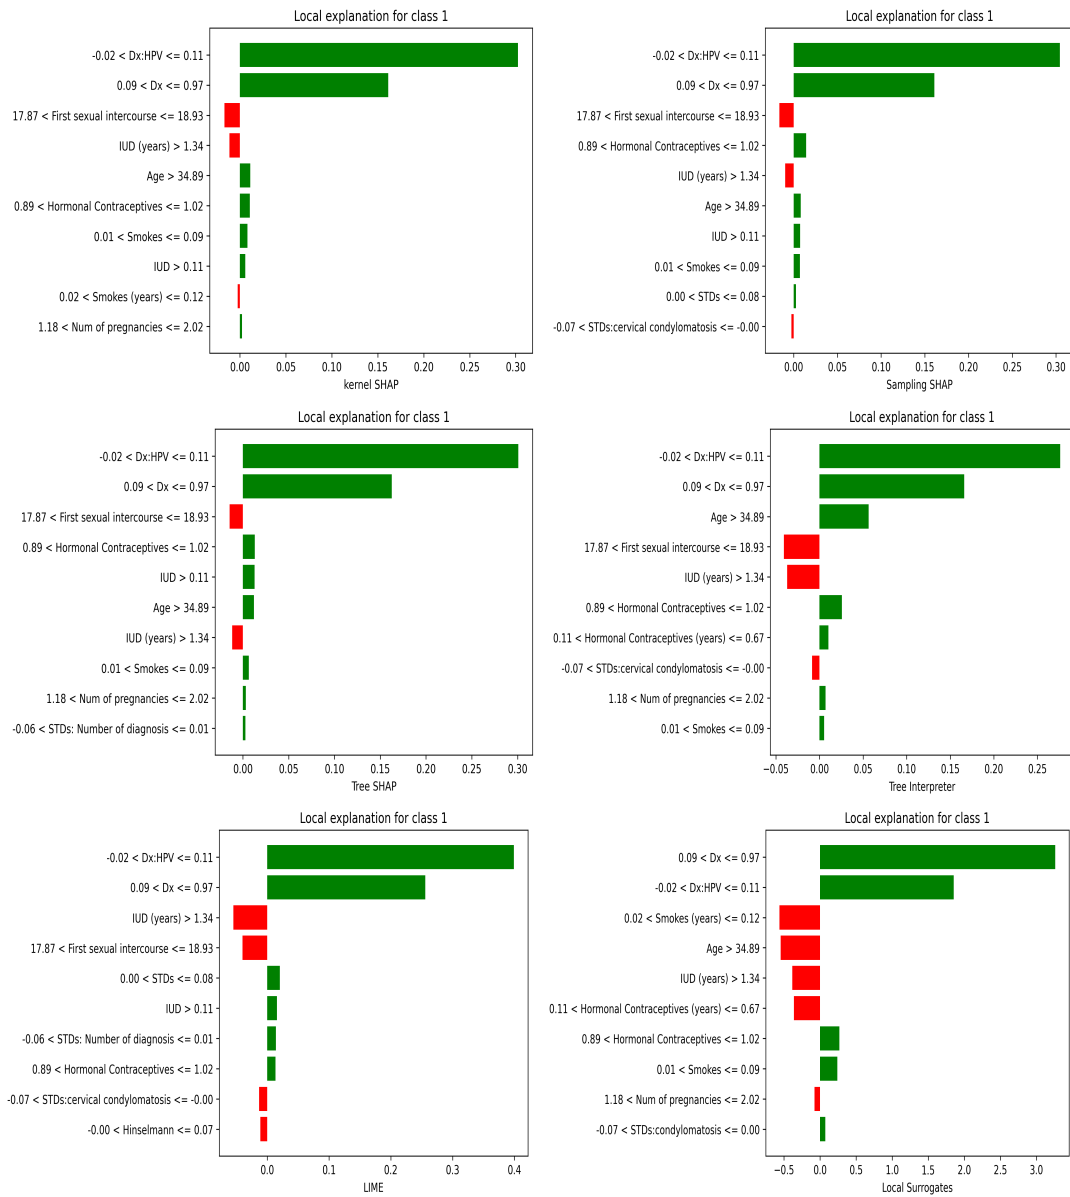 Local explanation for class 1
-0.02 < Dx:HPV <= 0.11
0.09 < Dx <= 0.97
17.87 < First sexual intercourse <= 18.93
IUD (years) > 1.34
Age > 34.89
0.89 < Hormonal Contraceptives <= 1.02
0.01 < Smokes <= 0.09
IUD > 0.11
0.02 < Smokes (years) <= 0.12
1.18 < Num of pregnancies <= 2.02
0.00 0.05 0.10 0.15 0.20 0.25 0.30
kernel SHAP
Local explanation for class 1
-0.02 < Dx:HPV <= 0.11
0.09 < Dx <= 0.97
17.87 < First sexual intercourse <= 18.93
0.89 < Hormonal Contraceptives <= 1.02
IUD (years) > 1.34
Age > 34.89
IUD > 0.11
0.01 < Smokes <= 0.09
0.00 < STDs <= 0.08
-0.07 < STDs:cervical condylomatosis <= -0.00
0.00 0.05 0.10 0.15 0.20 0.25 0.30
Sampling SHAP
Local explanation for class 1
-0.02 < Dx:HPV <= 0.11
0.09 < Dx <= 0.97
17.87 < First sexual intercourse <= 18.93
0.89 < Hormonal Contraceptives <= 1.02
IUD > 0.11
Age > 34.89
IUD (years) > 1.34
0.01 < Smokes <= 0.09
1.18 < Num of pregnancies <= 2.02
-0.06 < STDs: Number of diagnosis <= 0.01
0.00 0.05 0.10 0.15 0.20 0.25 0.30
Tree SHAP
Local explanation for class 1
-0.02 < Dx:HPV <= 0.11
0.09 < Dx <= 0.97
Age > 34.89
17.87 < First sexual intercourse <= 18.93
IUD (years) > 1.34
0.89 < Hormonal Contraceptives <= 1.02
0.11 < Hormonal Contraceptives (years) <= 0.67
-0.07 < STDs:cervical condylomatosis <= -0.00
1.18 < Num of pregnancies <= 2.02
0.01 < Smokes <= 0.09
−0.05 0.00 0.05 0.10 0.15 0.20 0.25
Tree Interpreter
Local explanation for class 1
-0.02 < Dx:HPV <= 0.11
0.09 < Dx <= 0.97
IUD (years) > 1.34
17.87 < First sexual intercourse <= 18.93
0.00 < STDs <= 0.08
IUD > 0.11
-0.06 < STDs: Number of diagnosis <= 0.01
0.89 < Hormonal Contraceptives <= 1.02
-0.07 < STDs:cervical condylomatosis <= -0.00
-0.00 < Hinselmann <= 0.07
0.0 0.1 0.2 0.3 0.4
LIME
Local explanation for class 1
0.09 < Dx <= 0.97
-0.02 < Dx:HPV <= 0.11
0.02 < Smokes (years) <= 0.12
Age > 34.89
IUD (years) > 1.34
0.11 < Hormonal Contraceptives (years) <= 0.67
0.89 < Hormonal Contraceptives <= 1.02
0.01 < Smokes <= 0.09
1.18 < Num of pregnancies <= 2.02
-0.07 < STDs:condylomatosis <= 0.00
−0.5 0.0 0.5 1.0 1.5 2.0 2.5 3.0
Local Surrogates